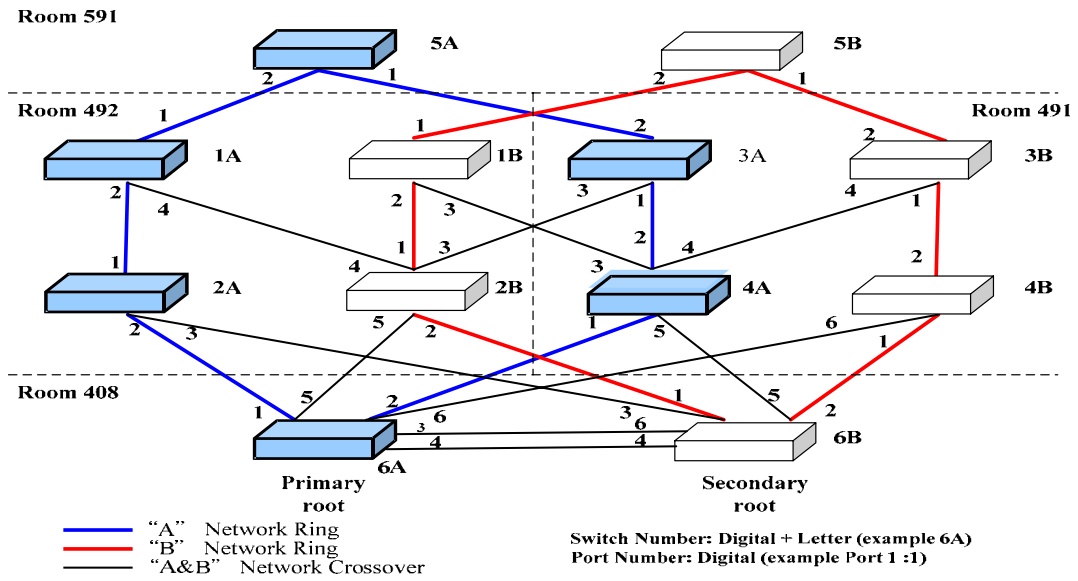 Room 591
5A
5B
2 1 2 1
Room 492
Room 491
1 1 2 2
1A
1B
3A
3B
2 4 2 3 3 1 4 1
1 4 1 3 3 2 4 2
2A
2B
4A
4B
2 3 5 2 1 5 6 1
Room 408
1 5 2 6 3 1 5 2
3 6
4 4
6A
6B
Primary
root
Secondary
root
"A" Network Ring
"B" Network Ring
"A&B" Network Crossover
Switch Number: Digital + Letter (example 6A)
Port Number: Digital (example Port 1 :1)